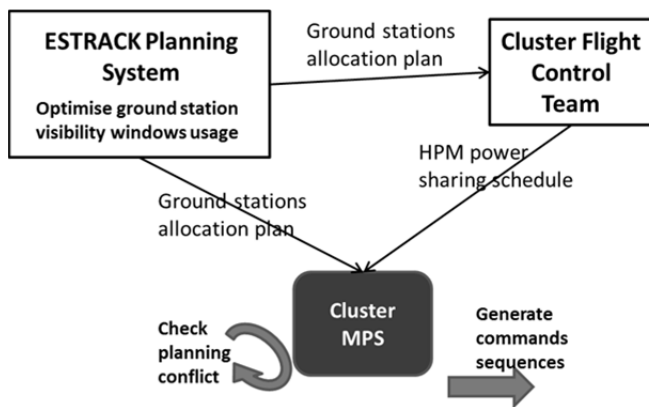 ESTRACK Planning
System
Optimise ground station
visibility windows usage
Ground stations
allocation plan
Cluster Flight
Control
Team
HPM power
sharing schedule
Ground stations
allocation plan
Cluster
MPS
Check
planning
conflict
Generate
commands
sequences